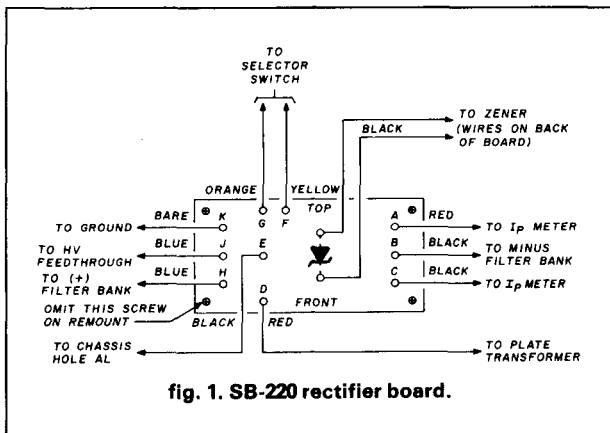 TO
SELECTOR
SWITCH
TO ZENER
BLACK
(WIRES ON BACK
OF BOARD)
ORANGE
YELLOW
BARE
K
G
F
TOP
A
RED
TO GROUND
TO Ip METER
BLUE
J
E
B
BLACK
TO HV
FEEDTHROUGH
TO MINUS
FILTER BANK
BLUE
H
C
BLACK
TO (+)
FILTER BANK
TO Ip METER
OMIT THIS SCREW
ON REMOUNT
D
FRONT
BLACK
RED
TO CHASSIS
HOLE AL
TO PLATE
TRANSFORMER
fig. 1. SB-220 rectifier board.